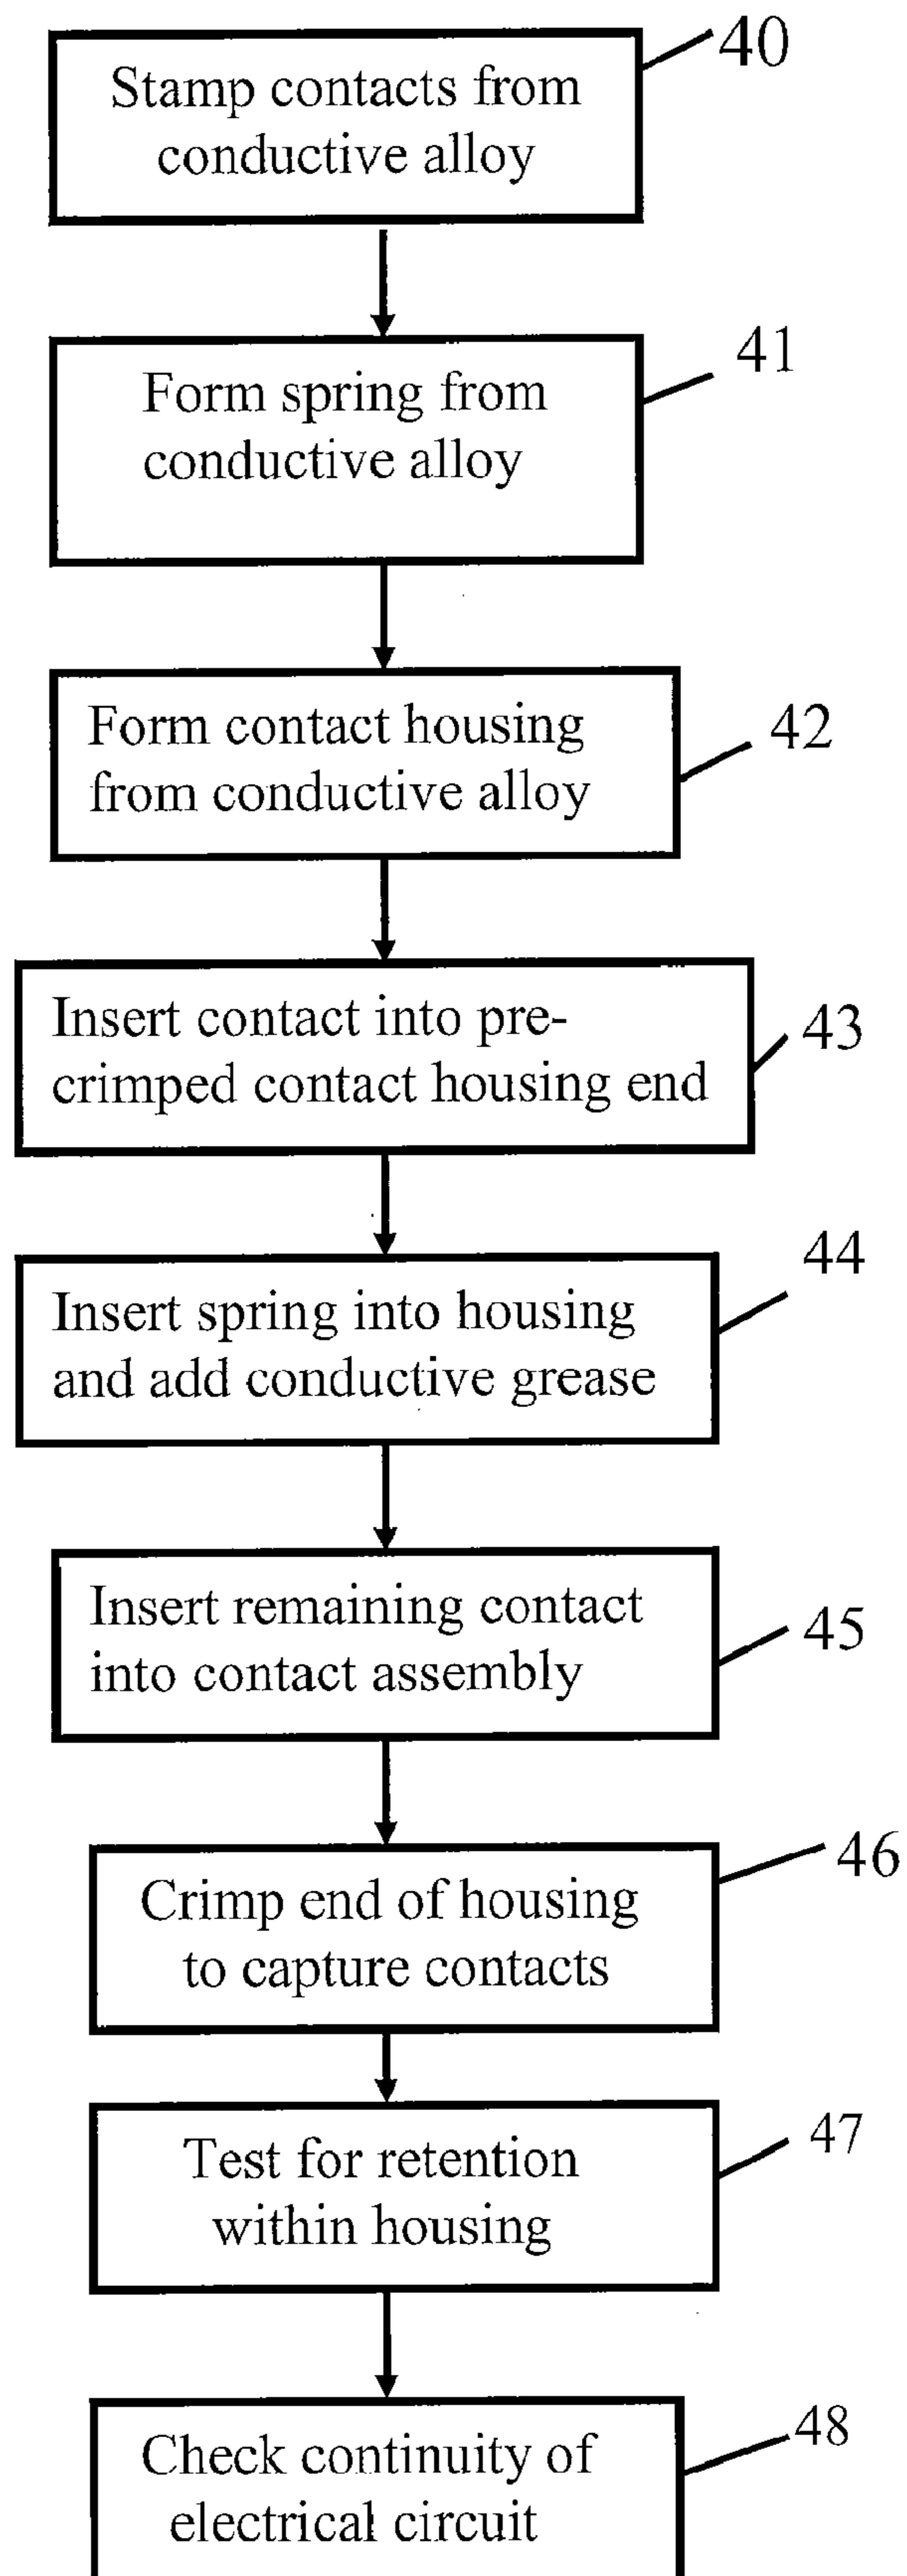 40
Stamp contacts from
conductive alloy
41
Form spring from
conductive alloy
42
Form contact housing
from conductive alloy
43
Insert contact into pre-
crimped contact housing end
44
Insert spring into housing
and add conductive grease
45
Insert remaining contact
into contact assembly
46
Crimp end of housing
to capture contacts
47
Test for retention
within housing
48
Check continuity of
electrical circuit